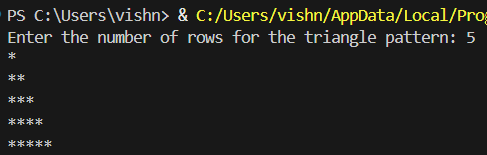 PS C:\Users\vishn> & C:/Users/vishn/AppData/Local/Prog
Enter the number of rows for the triangle pattern: 5
*
**
***
****
*****